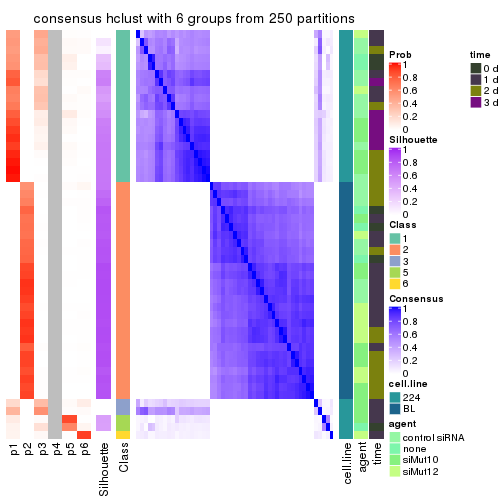 consensus hclust with 6 groups from 250 partitions
Prob
1
0.8
0.6
0.4
0.2
0
time
0 d
1 d
2 d
3 d
Silhouette
1
0.8
0.6
0.4
0.2
0
Class
1
2
3
5
6
Consensus
1
0.8
0.6
0.4
0.2
0
cell.line
224
BL
agent
control siRNA
none
siMut10
siMut12
p1
p2
p3
p4
p5
p6
Silhouette
Class
cell.line
agent
time